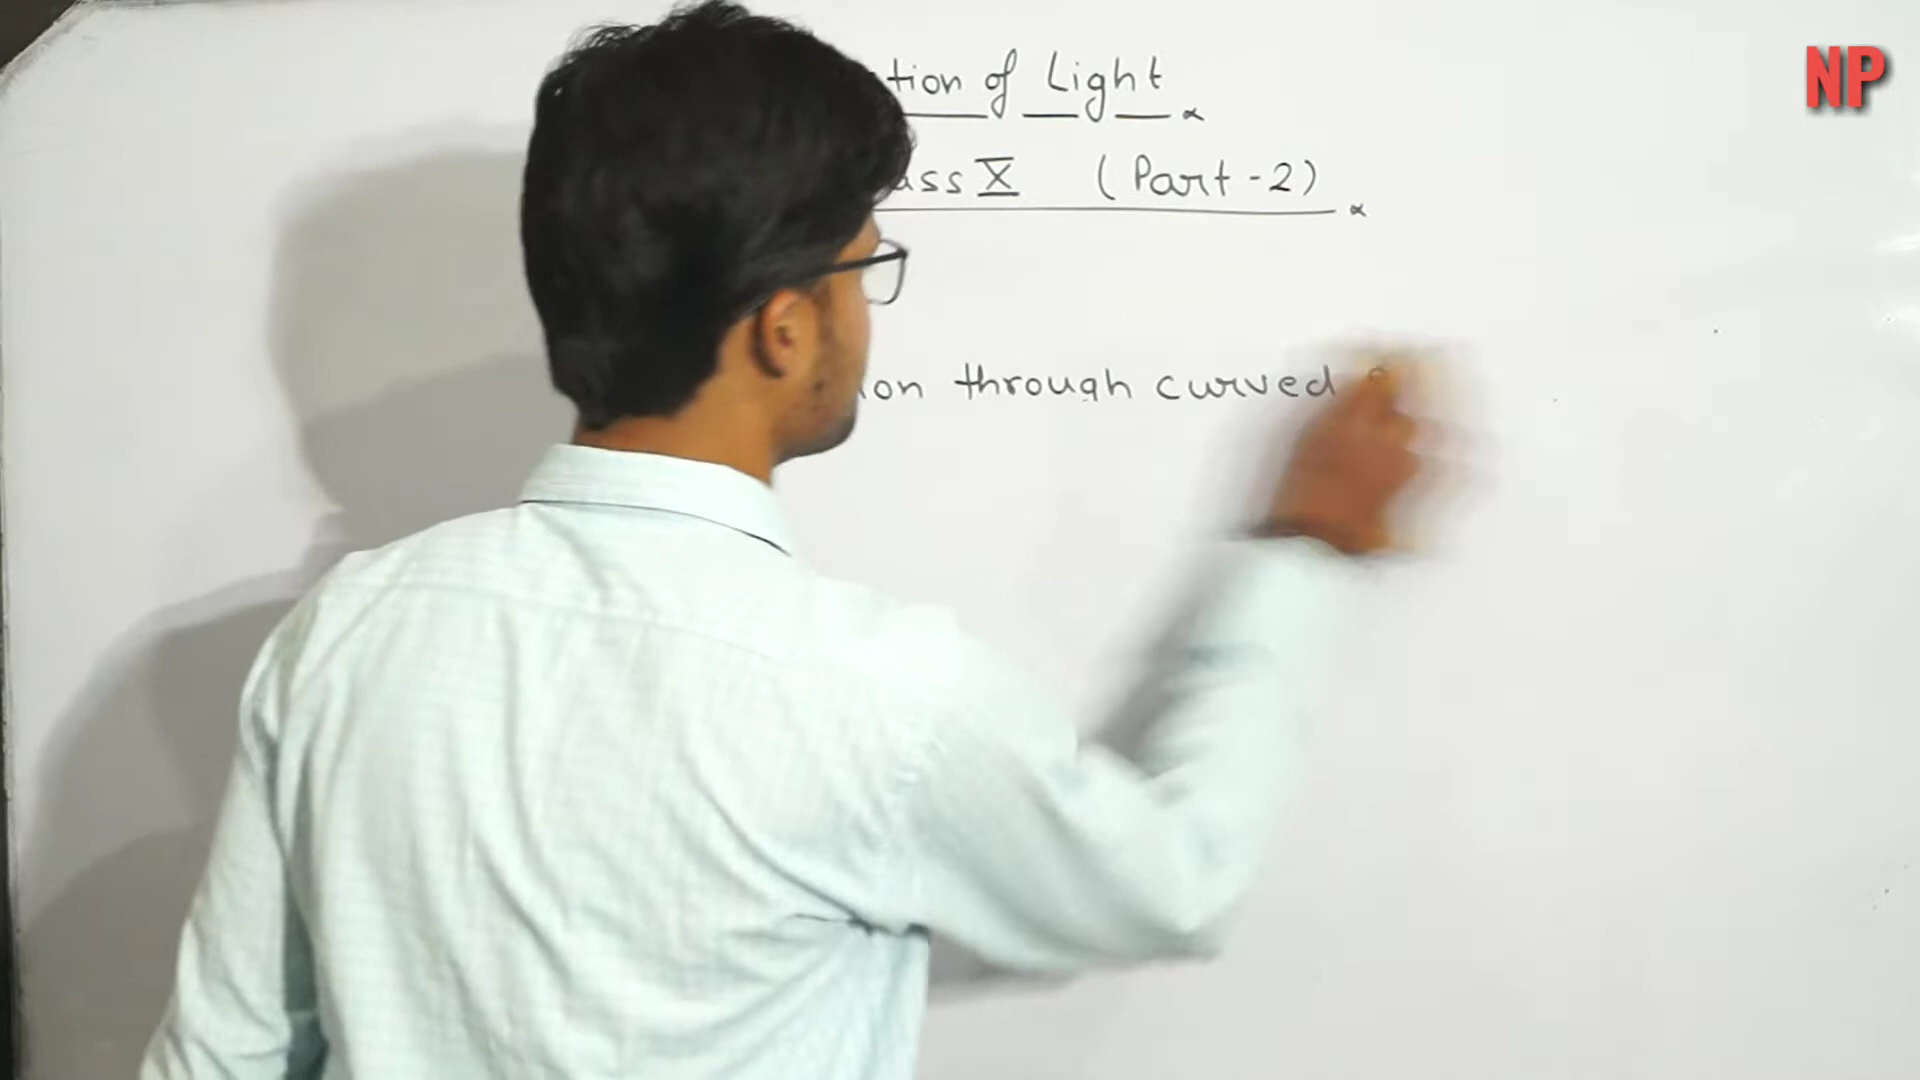 tion of Light
ass X (Part-2)
ion through curved
NP